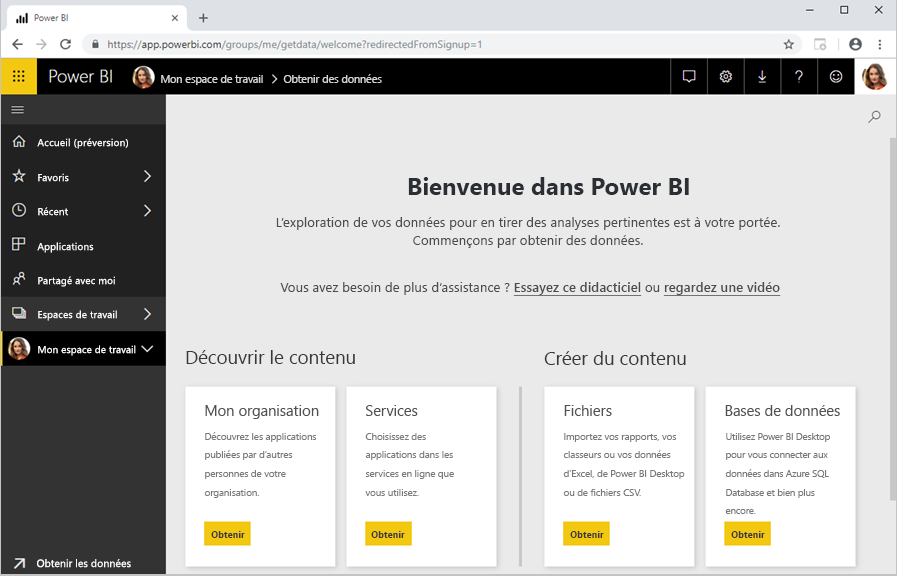 Power BI
https://app.powerbi.com/groups/me/getdata/welcome?redirectedFromSignup=1
Power BI
Mon espace de travail > Obtenir des données
?
Accueil (préversion)
Favoris
Récent
Applications
Partagé avec moi
Espaces de travail
Mon espace de travail
Obtenir les données
Bienvenue dans Power BI
L'exploration de vos données pour en tirer des analyses pertinentes est à votre portée.
Commençons par obtenir des données.
Vous avez besoin de plus d'assistance ? Essayez ce didacticiel ou regardez une vidéo
Découvrir le contenu
Mon organisation
Découvrez les applications
publiées par d'autres
personnes de votre
organisation.
Obtenir
Services
Choisissez des
applications dans les
services en ligne que
vous utilisez.
Obtenir
Créer du contenu
Fichiers
Importez vos rapports, vos
classeurs ou vos données
d'Excel, de Power BI Desktop
ou de fichiers CSV.
Obtenir
Bases de données
Utilisez Power BI Desktop
pour vous connecter aux
données dans Azure SQL
Database et bien plus
encore.
Obtenir